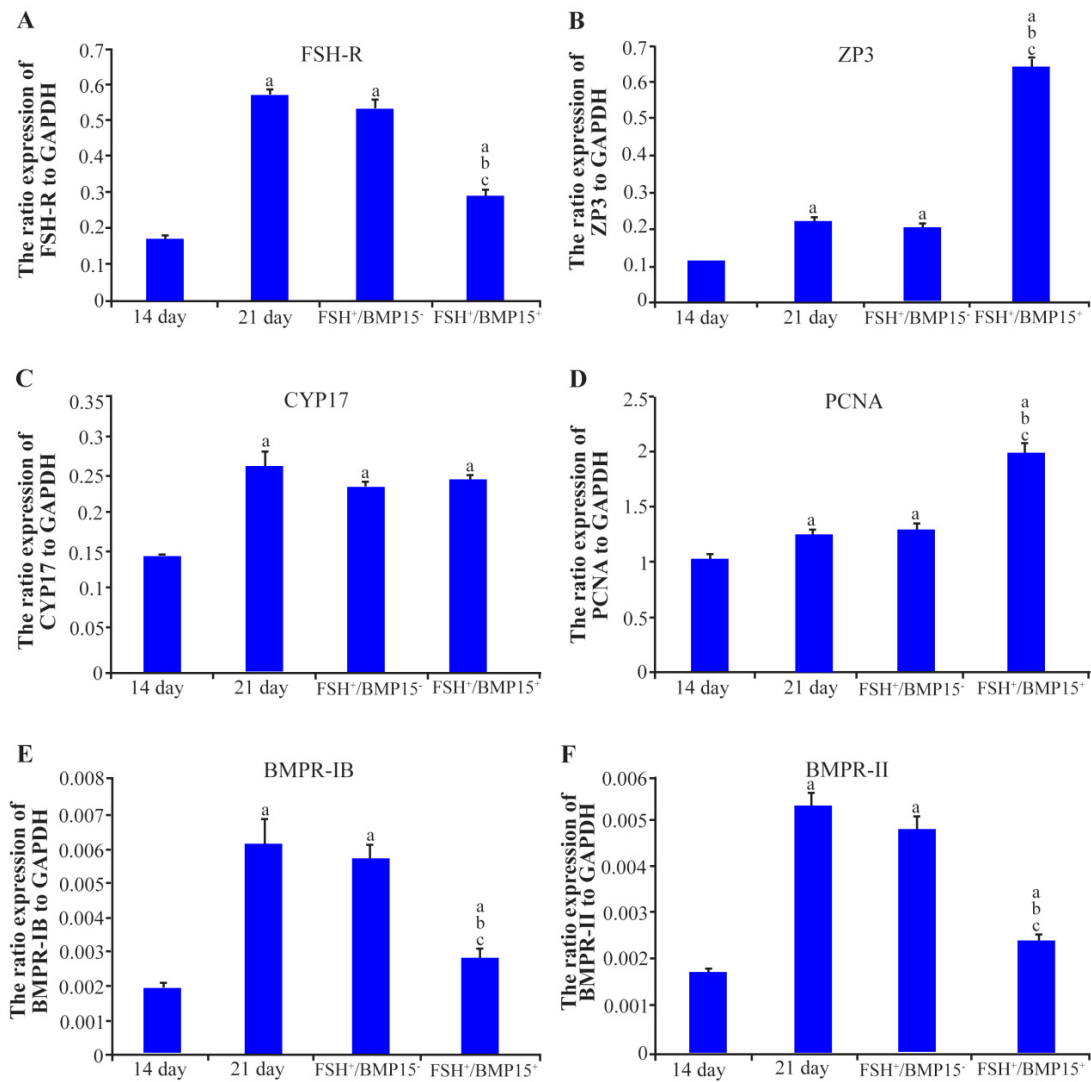 A
FSH-R
The ratio expression of
FSH-R to GAPDH
0.7
0.6
0.5
0.4
0.3
0.2
0.1
0
a
a
a
b
c
14 day
21 day
FSH⁺/BMP15⁻
FSH⁺/BMP15⁺
B
ZP3
The ratio expression of
ZP3 to GAPDH
0.7
0.6
0.5
0.4
0.3
0.2
0.1
0
a
a
a
b
c
14 day
21 day
FSH⁺/BMP15⁻
FSH⁺/BMP15⁺
C
CYP17
The ratio expression of
CYP17 to GAPDH
0.35
0.3
0.25
0.2
0.15
0.1
0.05
0
a
a
a
14 day
21 day
FSH⁺/BMP15⁻
FSH⁺/BMP15⁺
D
PCNA
The ratio expression of
PCNA to GAPDH
2.5
2
1.5
1
0.5
0
a
a
a
b
c
14 day
21 day
FSH⁺/BMP15⁻
FSH⁺/BMP15⁺
E
BMPR-IB
The ratio expression of
BMPR-IB to GAPDH
0.008
0.007
0.006
0.005
0.004
0.003
0.002
0.001
0
a
a
a
b
c
14 day
21 day
FSH⁺/BMP15⁻
FSH⁺/BMP15⁺
F
BMPR-II
The ratio expression of
BMPR-II to GAPDH
0.006
0.005
0.004
0.003
0.002
0.001
0
a
a
a
b
c
14 day
21 day
FSH⁺/BMP15⁻
FSH⁺/BMP15⁺